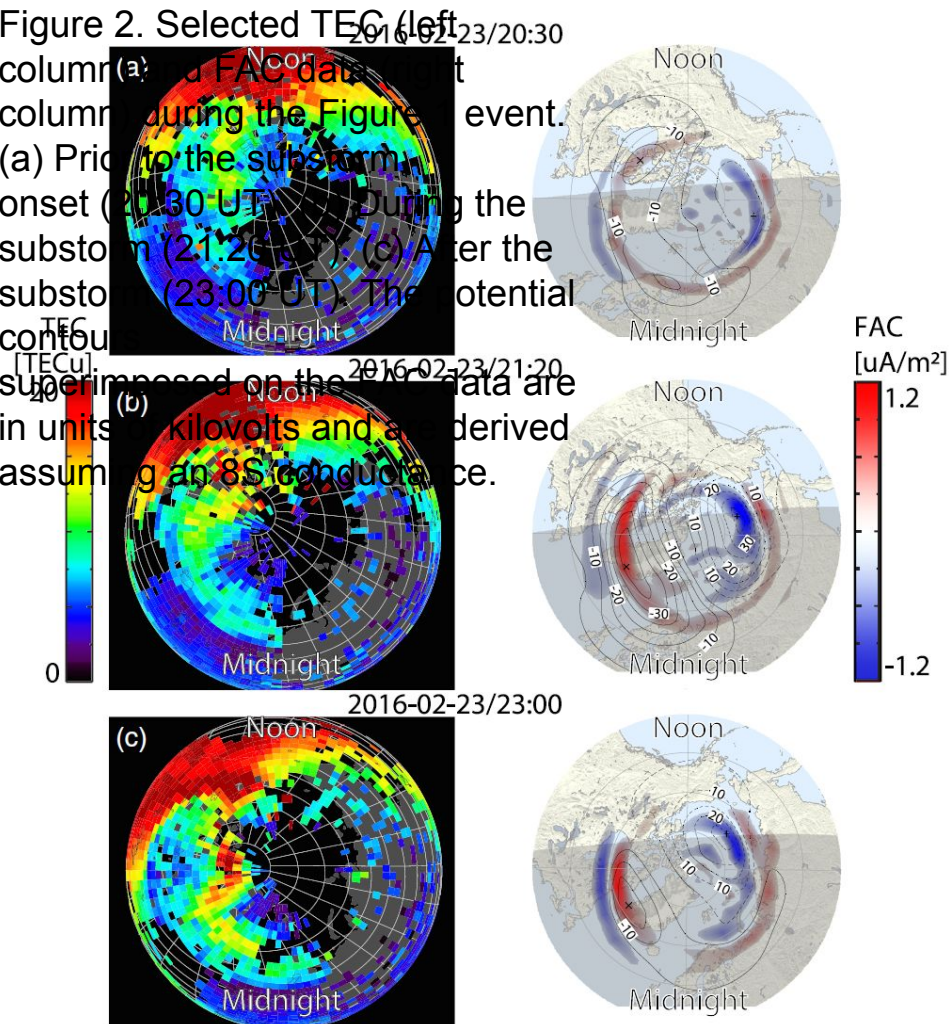 Figure 2. Selected TEC (left
column) and FAC data (right
column) during the Figure 1 event.
(a) Prior to the substorm
onset (20:30 UT). During the
substorm (21:20 UT). (c) After the
substorm (23:00 UT). The potential
contours
superimposed on the FAC data are
in units of kilovolts and are derived
assuming an 8S conductance.
2016-02-23/20:30
(a)
Noon
Midnight
Noon
-10
-10
-10
-10
Midnight
TEC
[TECu]
20
0
2016-02-23/21:20
(b)
Noon
Midnight
Noon
20
10
10
-10
-10
30
-20
10
20
-20
-30
-10
Midnight
FAC
[uA/m²]
1.2
-1.2
2016-02-23/23:00
(c)
Noon
Midnight
Noon
10
20
10
10
-10
Midnight